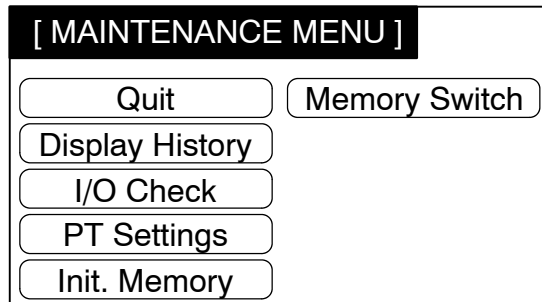 [ MAINTENANCE MENU ]
Quit
Memory Switch
Display History
I/O Check
PT Settings
Init. Memory